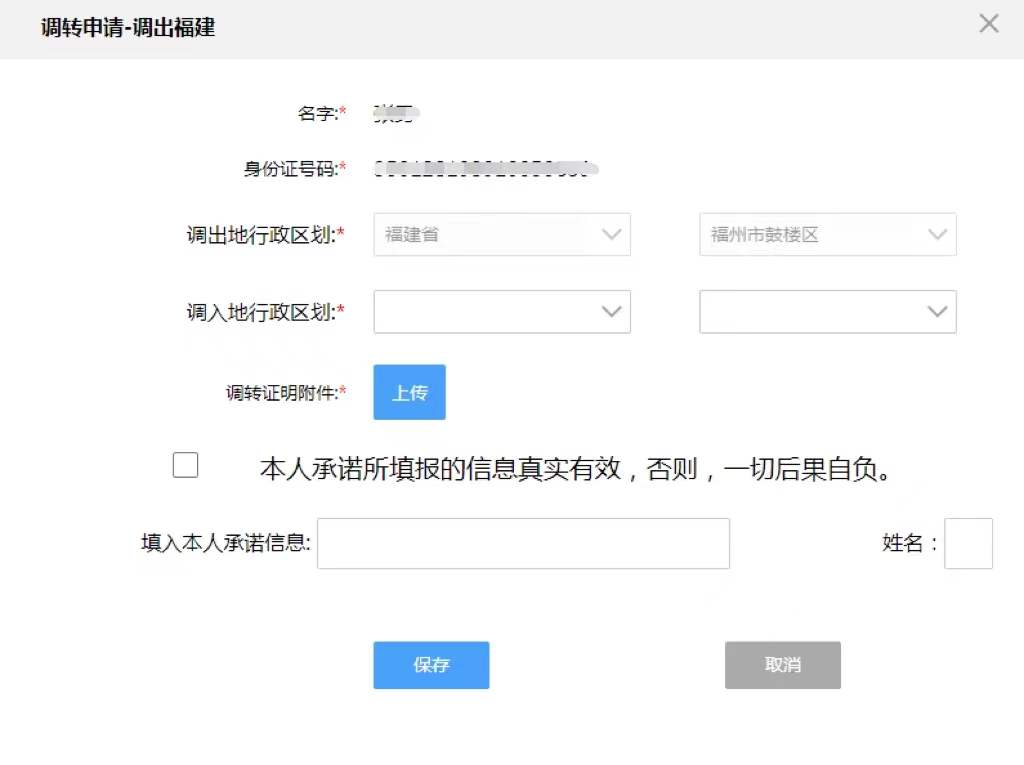 调转申请-调出福建
名字:*
身份证号码:*
调出地行政区划:* 福建省 福州市鼓楼区
调入地行政区划:*
调转证明附件:* 上传
本人承诺所填报的信息真实有效，否则，一切后果自负。
填入本人承诺信息: 姓名：
保存 取消